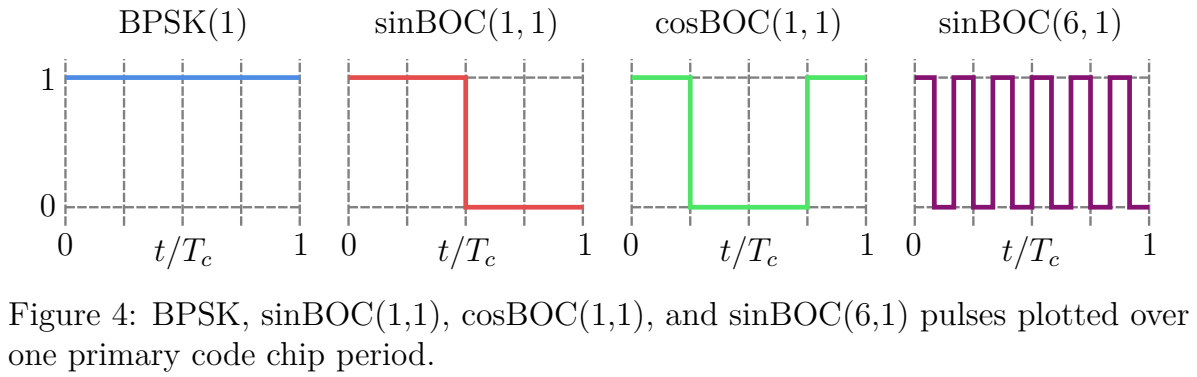 BPSK(1) sinBOC(1, 1) cosBOC(1, 1) sinBOC(6, 1)
1
0
0 1 0 1 0 1 0 1
t/T_c t/T_c t/T_c t/T_c
Figure 4: BPSK, sinBOC(1,1), cosBOC(1,1), and sinBOC(6,1) pulses plotted over
one primary code chip period.